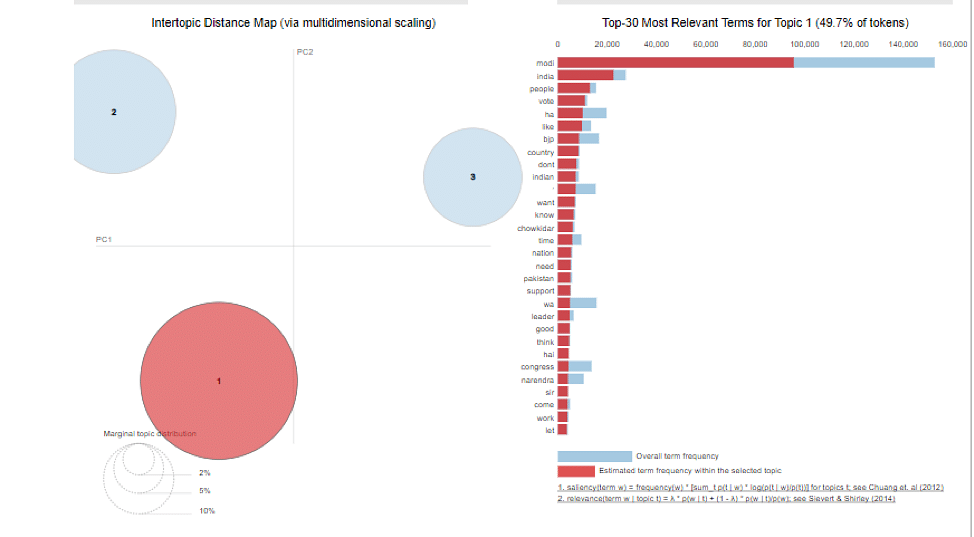 Intertopic Distance Map (via multidimensional scaling)
PC2
2
3
PC1
1
Marginal topic distribution
2%
5%
10%
Top-30 Most Relevant Terms for Topic 1 (49.7% of tokens)
0 20,000 40,000 60,000 80,000 100,000 120,000 140,000 160,000
modi
india
people
vote
ha
like
bjp
country
dont
indian
want
know
chowkidar
time
nation
need
pakistan
support
wa
leader
good
think
hai
congress
narendra
sir
come
work
let
Overall term frequency
Estimated term frequency within the selected topic
1. saliency(term w) = frequency(w) * [sum_t p(t | w) * log(p(t | w)/p(t))] for topics t; see Chuang et. al (2012)
2. relevance(term w | topic t) = λ * p(w | t) + (1 - λ) * p(w | t)/p(w); see Sievert & Shirley (2014)